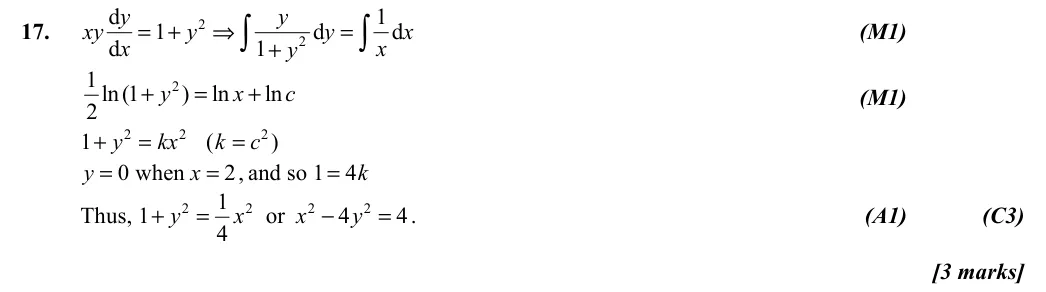 17. xy dy/dx = 1 + y² ⇒ ∫ y/(1 + y²) dy = ∫ 1/x dx (M1)
1/2 ln(1 + y²) = ln x + ln c (M1)
1 + y² = kx² (k = c²)
y = 0 when x = 2, and so 1 = 4k
Thus, 1 + y² = 1/4 x² or x² − 4y² = 4. (A1) (C3)
[3 marks]